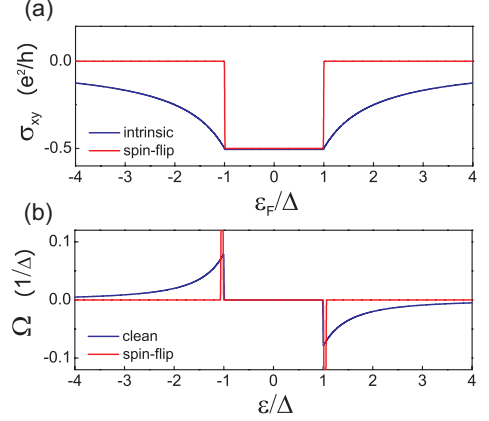 (a)
σxy (e²/h)
0.0
-0.5
intrinsic
spin-flip
-4 -3 -2 -1 0 1 2 3 4
εF/Δ
(b)
Ω (1/Δ)
0.1
0.0
-0.1
clean
spin-flip
-4 -3 -2 -1 0 1 2 3 4
ε/Δ